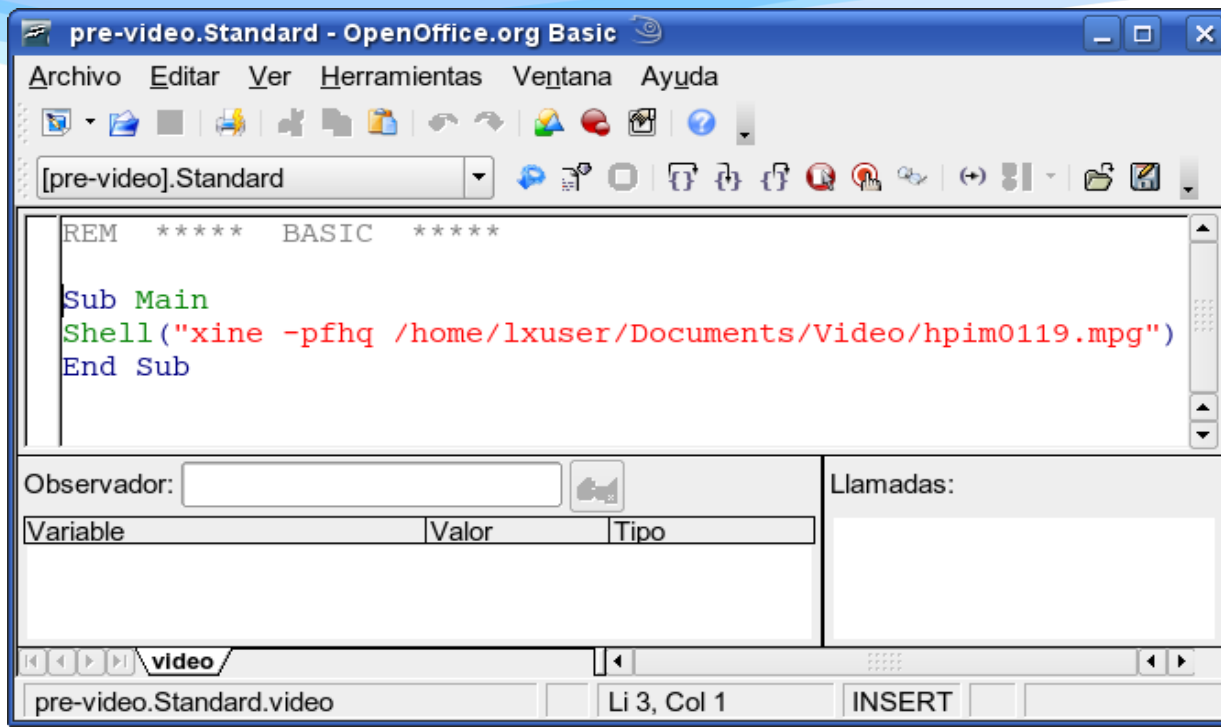 pre-video.Standard - OpenOffice.org Basic
Archivo Editar Ver Herramientas Ventana Ayuda
[pre-video].Standard
REM ***** BASIC *****
Sub Main
Shell("xine -pfhq /home/lxuser/Documents/Video/hpim0119.mpg")
End Sub
Observador:
Llamadas:
Variable Valor Tipo
video
pre-video.Standard.video Li 3, Col 1 INSERT